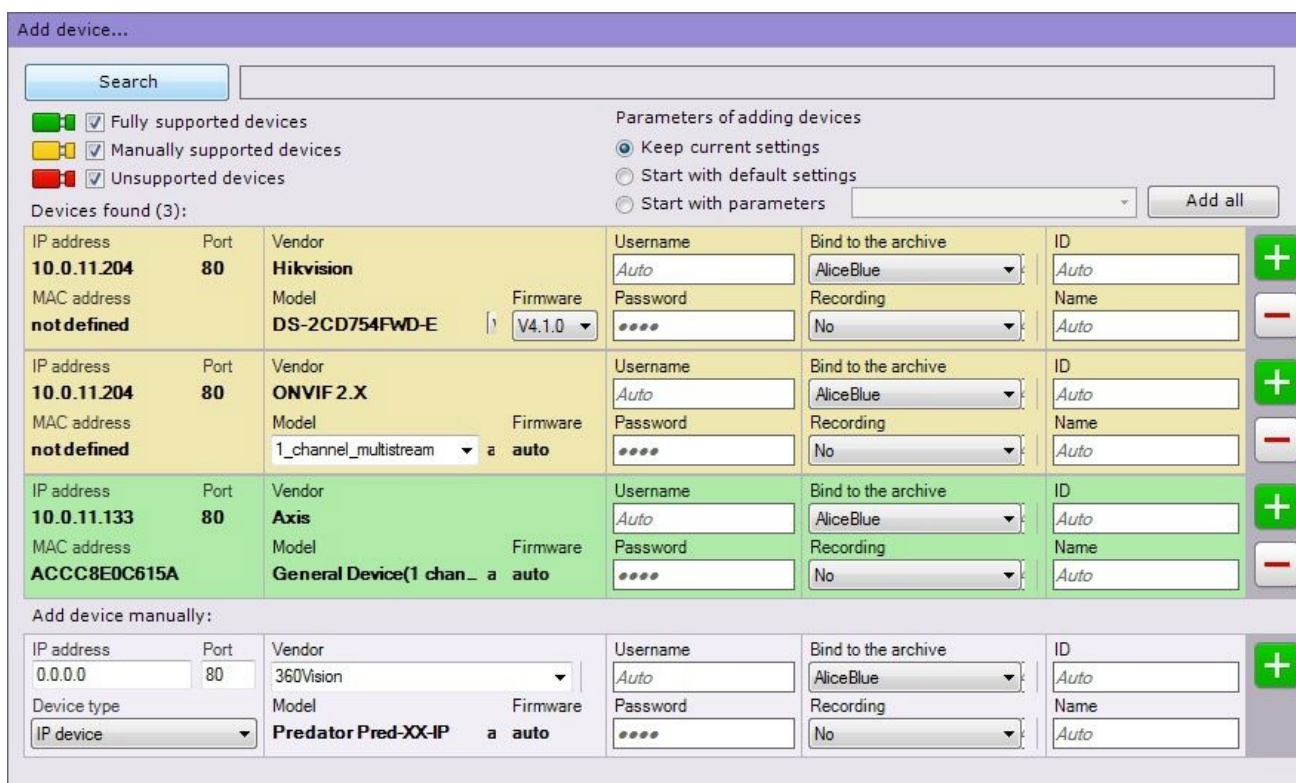 Add device...
Search
Fully supported devices
Manually supported devices
Unsupported devices
Parameters of adding devices
Keep current settings
Start with default settings
Start with parameters
Add all
Devices found (3):
IP address Port Vendor Username Bind to the archive ID
10.0.11.204 80 Hikvision Auto AliceBlue Auto
MAC address Model Firmware Password Recording Name
not defined DS-2CD754FWD-E V4.1.0 •••• No Auto
IP address Port Vendor Username Bind to the archive ID
10.0.11.204 80 ONVIF 2.X Auto AliceBlue Auto
MAC address Model Firmware Password Recording Name
not defined 1_channel_multistream a auto •••• No Auto
IP address Port Vendor Username Bind to the archive ID
10.0.11.133 80 Axis Auto AliceBlue Auto
MAC address Model Firmware Password Recording Name
ACCC8E0C615A General Device(1 chan... a auto •••• No Auto
Add device manually:
IP address Port Vendor Username Bind to the archive ID
0.0.0.0 80 360Vision Auto AliceBlue Auto
Device type Model Firmware Password Recording Name
IP device Predator Pred-XX-IP a auto •••• No Auto